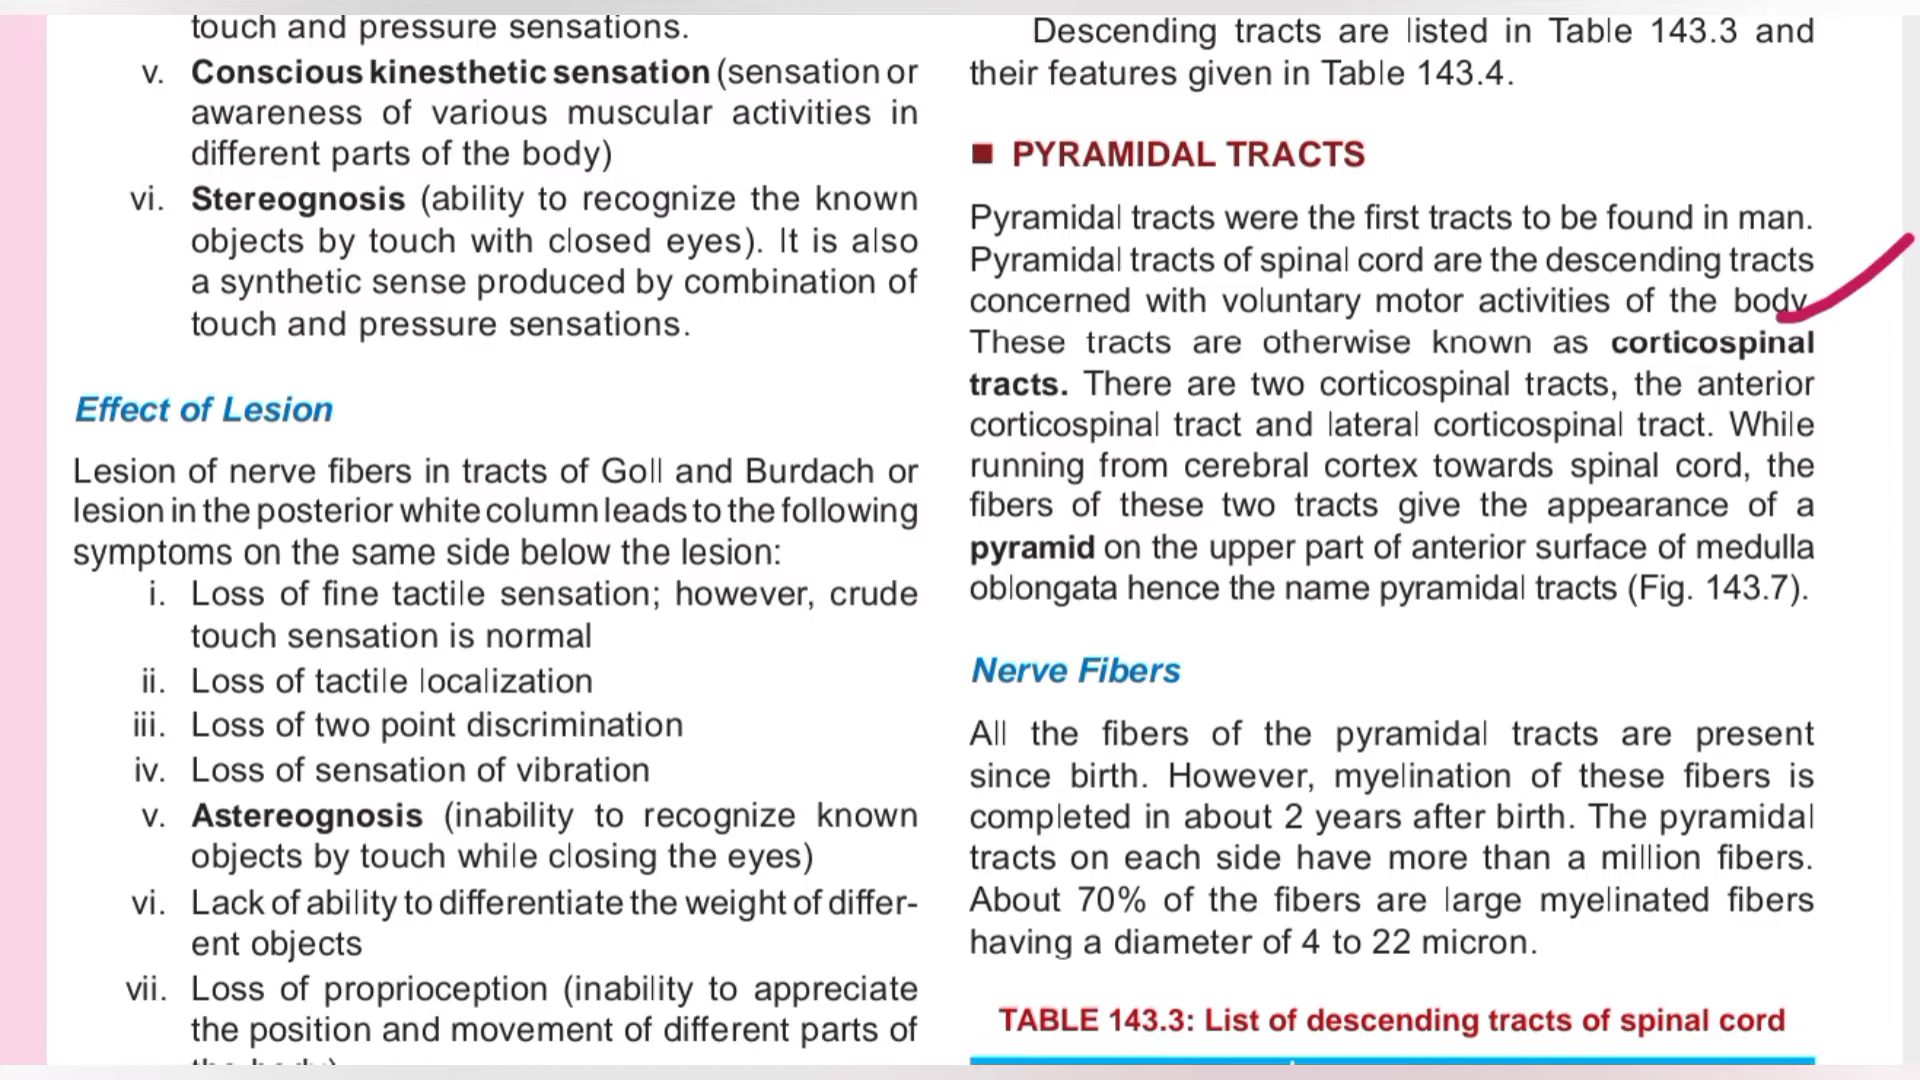 touch and pressure sensations.
v. Conscious kinesthetic sensation (sensation or
awareness of various muscular activities in
different parts of the body)
vi. Stereognosis (ability to recognize the known
objects by touch with closed eyes). It is also
a synthetic sense produced by combination of
touch and pressure sensations.
Effect of Lesion
Lesion of nerve fibers in tracts of Goll and Burdach or
lesion in the posterior white column leads to the following
symptoms on the same side below the lesion:
i. Loss of fine tactile sensation; however, crude
touch sensation is normal
ii. Loss of tactile localization
iii. Loss of two point discrimination
iv. Loss of sensation of vibration
v. Astereognosis (inability to recognize known
objects by touch while closing the eyes)
vi. Lack of ability to differentiate the weight of differ-
ent objects
vii. Loss of proprioception (inability to appreciate
the position and movement of different parts of
Descending tracts are listed in Table 143.3 and
their features given in Table 143.4.
■ PYRAMIDAL TRACTS
Pyramidal tracts were the first tracts to be found in man.
Pyramidal tracts of spinal cord are the descending tracts
concerned with voluntary motor activities of the body.
These tracts are otherwise known as corticospinal
tracts. There are two corticospinal tracts, the anterior
corticospinal tract and lateral corticospinal tract. While
running from cerebral cortex towards spinal cord, the
fibers of these two tracts give the appearance of a
pyramid on the upper part of anterior surface of medulla
oblongata hence the name pyramidal tracts (Fig. 143.7).
Nerve Fibers
All the fibers of the pyramidal tracts are present
since birth. However, myelination of these fibers is
completed in about 2 years after birth. The pyramidal
tracts on each side have more than a million fibers.
About 70% of the fibers are large myelinated fibers
having a diameter of 4 to 22 micron.
TABLE 143.3: List of descending tracts of spinal cord